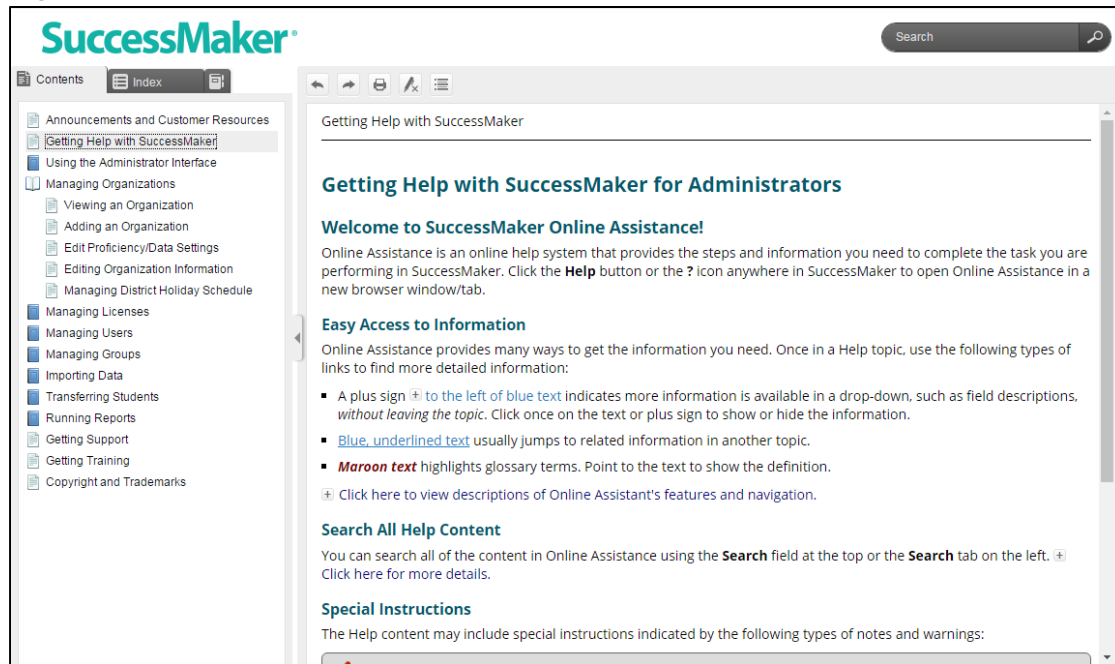 SuccessMaker®
Search
Contents
Index
Announcements and Customer Resources
Getting Help with SuccessMaker
Using the Administrator Interface
Managing Organizations
Viewing an Organization
Adding an Organization
Edit Proficiency/Data Settings
Editing Organization Information
Managing District Holiday Schedule
Managing Licenses
Managing Users
Managing Groups
Importing Data
Transferring Students
Running Reports
Getting Support
Getting Training
Copyright and Trademarks
Getting Help with SuccessMaker
Getting Help with SuccessMaker for Administrators
Welcome to SuccessMaker Online Assistance!
Online Assistance is an online help system that provides the steps and information you need to complete the task you are
performing in SuccessMaker. Click the Help button or the ? icon anywhere in SuccessMaker to open Online Assistance in a
new browser window/tab.
Easy Access to Information
Online Assistance provides many ways to get the information you need. Once in a Help topic, use the following types of
links to find more detailed information:
▪ A plus sign + to the left of blue text indicates more information is available in a drop-down, such as field descriptions,
without leaving the topic. Click once on the text or plus sign to show or hide the information.
▪ Blue, underlined text usually jumps to related information in another topic.
▪ Maroon text highlights glossary terms. Point to the text to show the definition.
+ Click here to view descriptions of Online Assistant's features and navigation.
Search All Help Content
You can search all of the content in Online Assistance using the Search field at the top or the Search tab on the left. +
Click here for more details.
Special Instructions
The Help content may include special instructions indicated by the following types of notes and warnings: